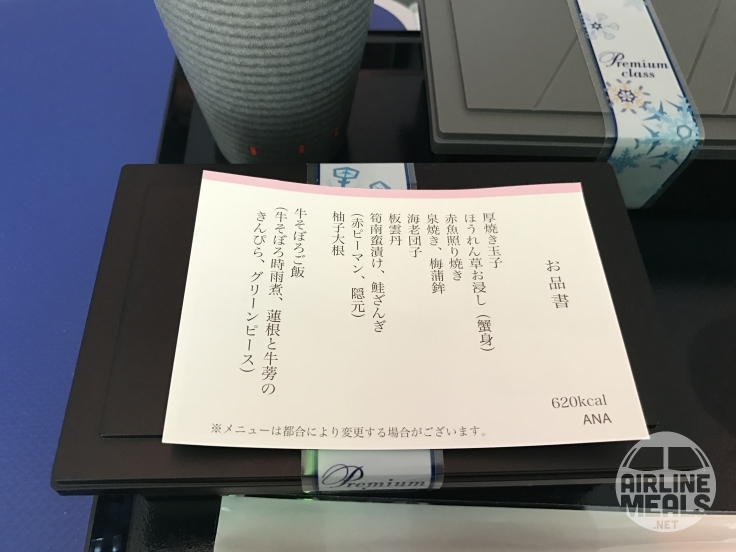 Premium
class
お品書
厚焼き玉子
ほうれん草お浸し（蟹身）
赤魚照り焼き
泉焼き、梅蒲鉾
海老団子
板雲丹
筍南蛮漬け、鮭ざんぎ
（赤ピーマン、隠元）
柚子大根
牛そぼろご飯
（牛そぼろ時雨煮、蓮根と牛蒡の
きんぴら、グリーンピース）
620kcal
ANA
※メニューは都合により変更する場合がございます。
Premium
AIRLINE
MEALS
.NET